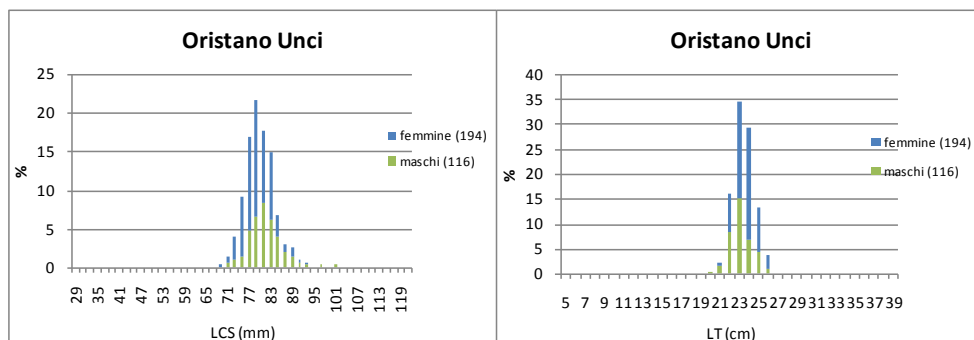 Oristano Unci
25
20
15
10
5
0
%
femmine (194)
maschi (116)
29 35 41 47 53 59 65 71 77 83 89 95 101 113 119
LCS (mm)
Oristano Unci
40
35
30
25
20
15
10
5
0
%
femmine (194)
maschi (116)
5 7 9 11 13 15 17 19 21 23 25 27 29 31 33 35 37 39
LT (cm)